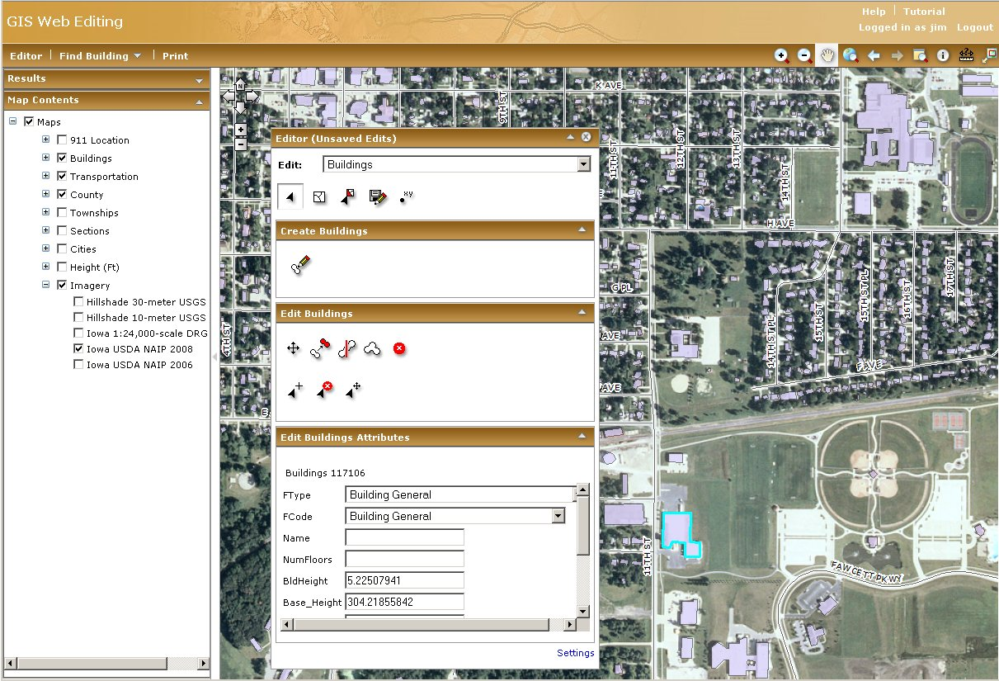 GIS Web Editing
Help | Tutorial
Logged in as jim Logout
Editor | Find Building | Print
Results
Map Contents
Maps
911 Location
Buildings
Transportation
County
Townships
Sections
Cities
Height (Ft)
Imagery
Hillshade 30-meter USGS
Hillshade 10-meter USGS
Iowa 1:24,000-scale DRG
Iowa USDA NAIP 2008
Iowa USDA NAIP 2006
N
Editor (Unsaved Edits)
Edit: Buildings
xy
Create Buildings
Edit Buildings
Edit Buildings Attributes
Buildings 117106
FType Building General
FCode Building General
Name
NumFloors
BldHeight 5.22507941
Base_Height 304.21855842
Settings
K AVE
9TH ST
11TH ST
12TH ST
13TH ST
14TH ST
H AVE
G PL
4TH ST
AVE
14TH ST PL
15TH ST
15TH ST PL
16TH ST
17TH ST
F AVE
AVE
E
11TH ST
FAWCETT PKWY